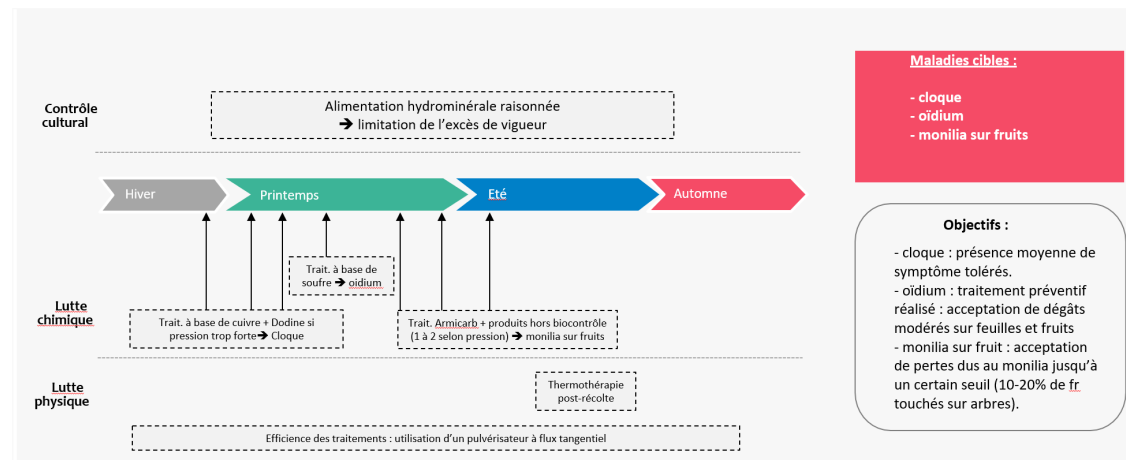 Contrôle
cultural
Alimentation hydrominérale raisonnée
➔ limitation de l'excès de vigueur
Hiver
Printemps
Eté
Automne
Lutte
chimique
Trait. à base de
soufre ➔ oidium
Trait. à base de cuivre + Dodine si
pression trop forte➔ Cloque
Trait. Armicarb + produits hors biocontrôle
(1 à 2 selon pression) ➔ monilia sur fruits
Lutte
physique
Thermothérapie
post-récolte
Efficience des traitements : utilisation d'un pulvérisateur à flux tangentiel
Maladies cibles :
- cloque
- oïdium
- monilia sur fruits
Objectifs :
- cloque : présence moyenne de
symptôme tolérés.
- oïdium : traitement préventif
réalisé : acceptation de dégâts
modérés sur feuilles et fruits
- monilia sur fruit : acceptation
de pertes dus au monilia jusqu'à
un certain seuil (10-20% de fr
touchés sur arbres).